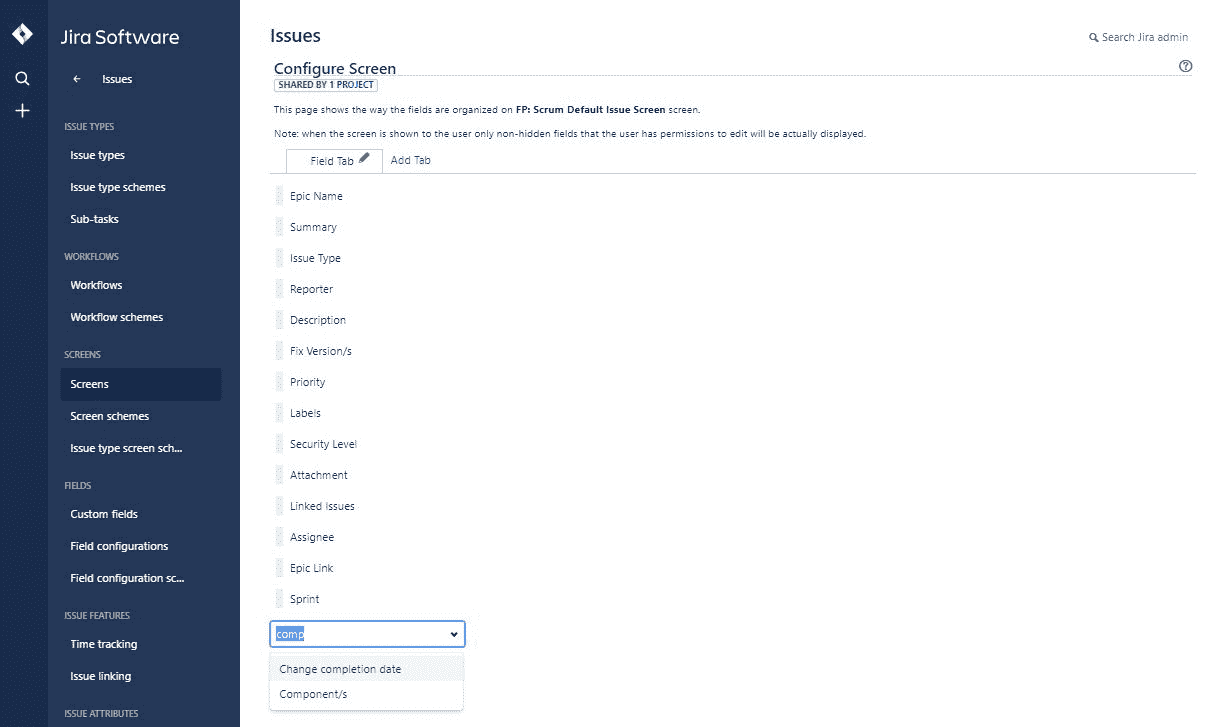 Jira Software
Issues
ISSUE TYPES
Issue types
Issue type schemes
Sub-tasks
WORKFLOWS
Workflows
Workflow schemes
SCREENS
Screens
Screen schemes
Issue type screen sch...
FIELDS
Custom fields
Field configurations
Field configuration sc...
ISSUE FEATURES
Time tracking
Issue linking
ISSUE ATTRIBUTES
Issues
Search Jira admin
Configure Screen
SHARED BY 1 PROJECT
This page shows the way the fields are organized on FP: Scrum Default Issue Screen screen.
Note: when the screen is shown to the user only non-hidden fields that the user has permissions to edit will be actually displayed.
Field Tab Add Tab
Epic Name
Summary
Issue Type
Reporter
Description
Fix Version/s
Priority
Labels
Security Level
Attachment
Linked Issues
Assignee
Epic Link
Sprint
comp
Change completion date
Component/s